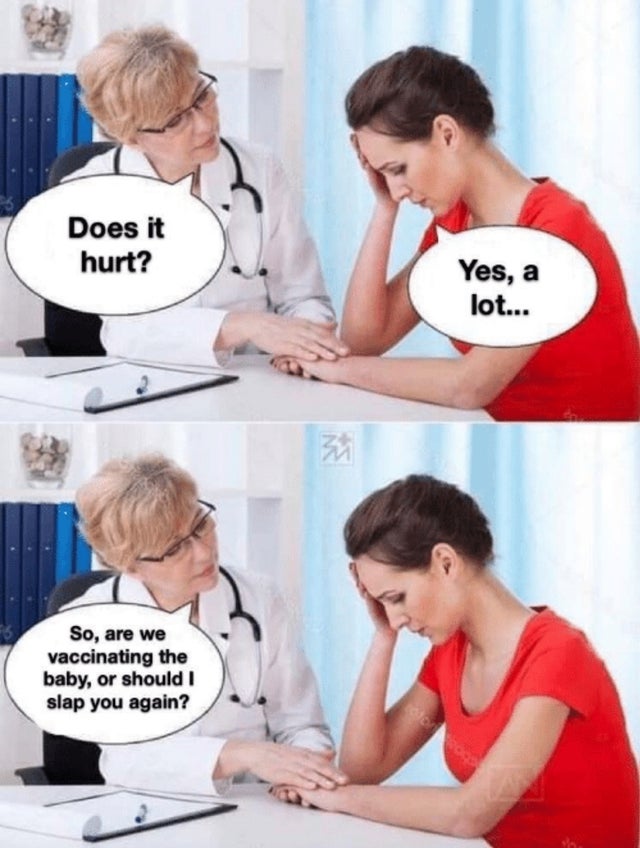 Does it
hurt?
Yes, a
lot...
So, are we
vaccinating the
baby, or should I
slap you again?